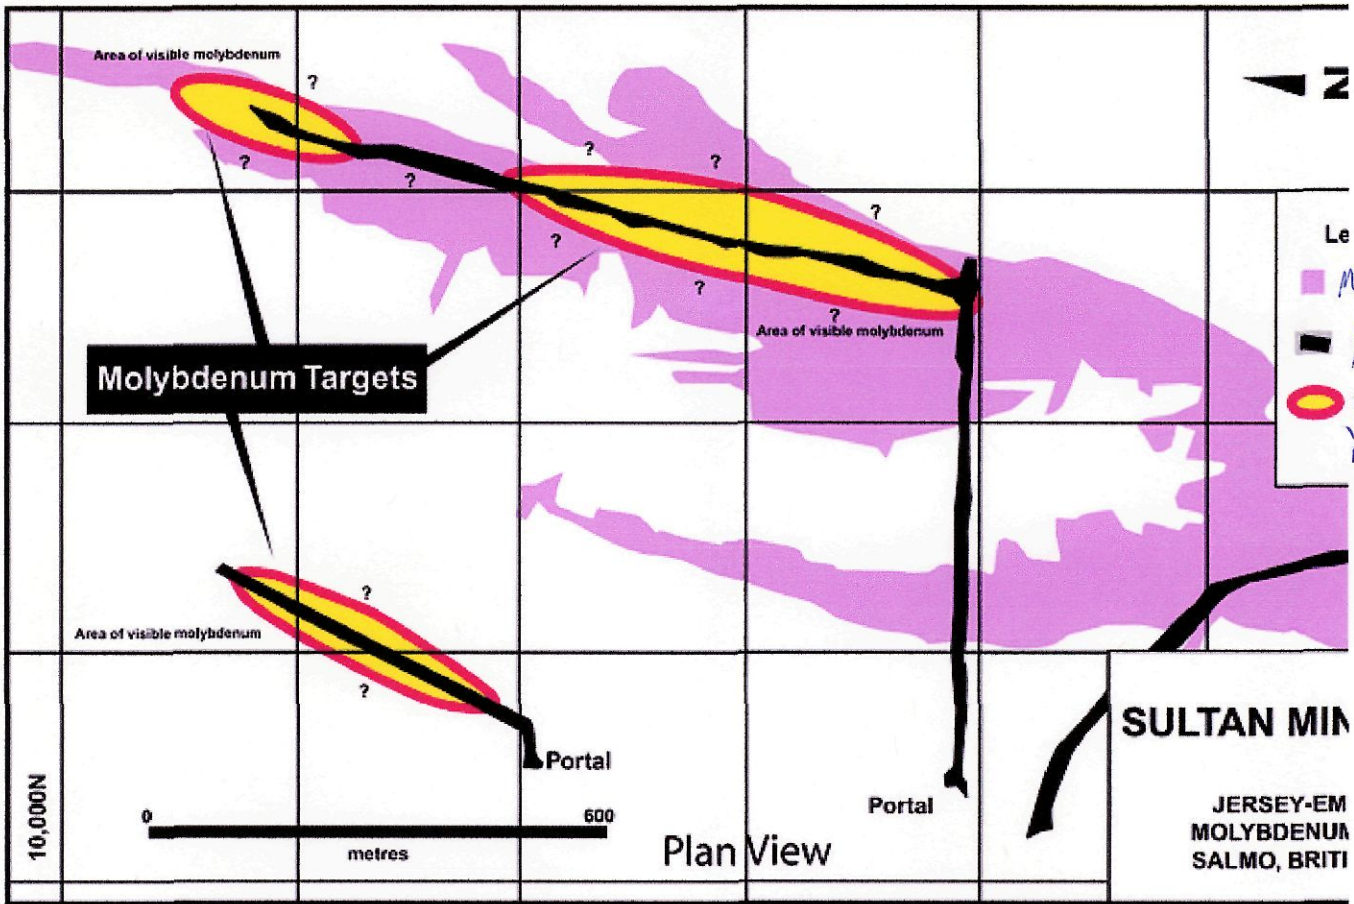 Area of visible molybdenum
?
N
?
?
?
?
?
?
Le
?
?
Area of visible molybdenum
Molybdenum Targets
?
Area of visible molybdenum
?
SULTAN MIN
Portal
10,000N
0
600
metres
Portal
Plan View
JERSEY-EM
MOLYBDENUM
SALMO, BRITI